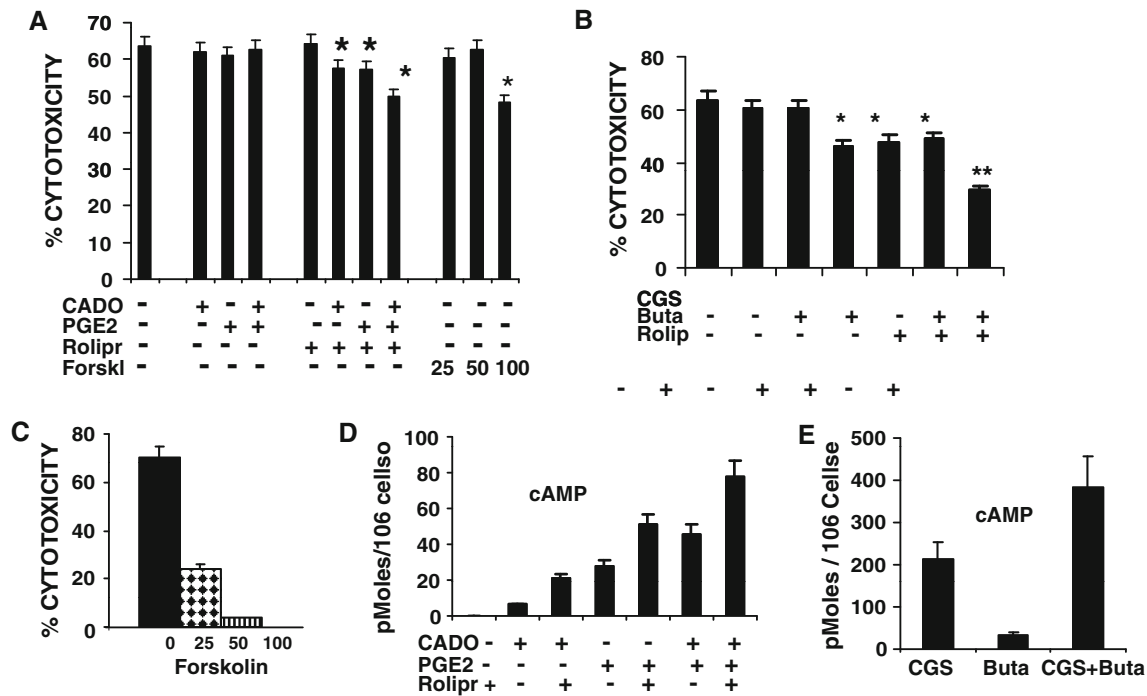 A
% CYTOTOXICITY
70
60
50
40
30
20
10
0
* * * *
CADO - + - + - + - + - - -
PGE2 - - + + - - + + - - -
Rolipr - - - - + + + + - - -
Forskl - - - - - - - - 25 50 100
B
% CYTOTOXICITY
80
60
40
20
0
* * * **
CGS
Buta - - + + - + +
Rolip - - - - + + +
- + - + + - +
C
% CYTOTOXICITY
80
60
40
20
0
0 25 50 100
Forskolin
D
pMoles/106 cellso
100
80
60
40
20
0
cAMP
CADO - + + - - + +
PGE2 - - - + + + +
Rolipr + - + - + - +
E
pMoles / 106 Cellse
500
400
300
200
100
0
cAMP
CGS Buta CGS+Buta